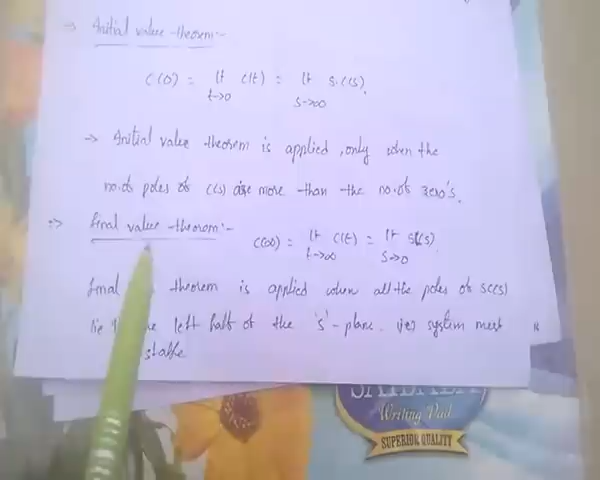 → Initial value theorem:-
C(0) = lt t→0 C(t) = lt s→∞ S.C(s).
→ Initial value theorem is applied, only when the
no. of poles of C(s) are more than the no. of zero's.
→ final value theorem:- C(∞) = lt t→∞ C(t) = lt s→0 SC(s).
final theorem is applied when all the poles of SC(s)
lie left half of the 's'-plane. system must
Writing Pad
SUPERIOR QUALITY